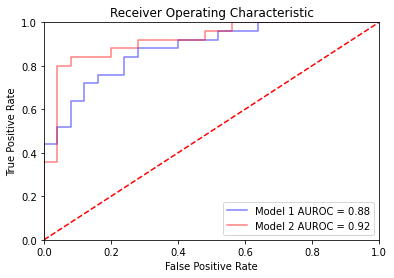 Receiver Operating Characteristic
True Positive Rate
1.0
0.8
0.6
0.4
0.2
0.0
Model 1 AUROC = 0.88
Model 2 AUROC = 0.92
0.0 0.2 0.4 0.6 0.8 1.0
False Positive Rate